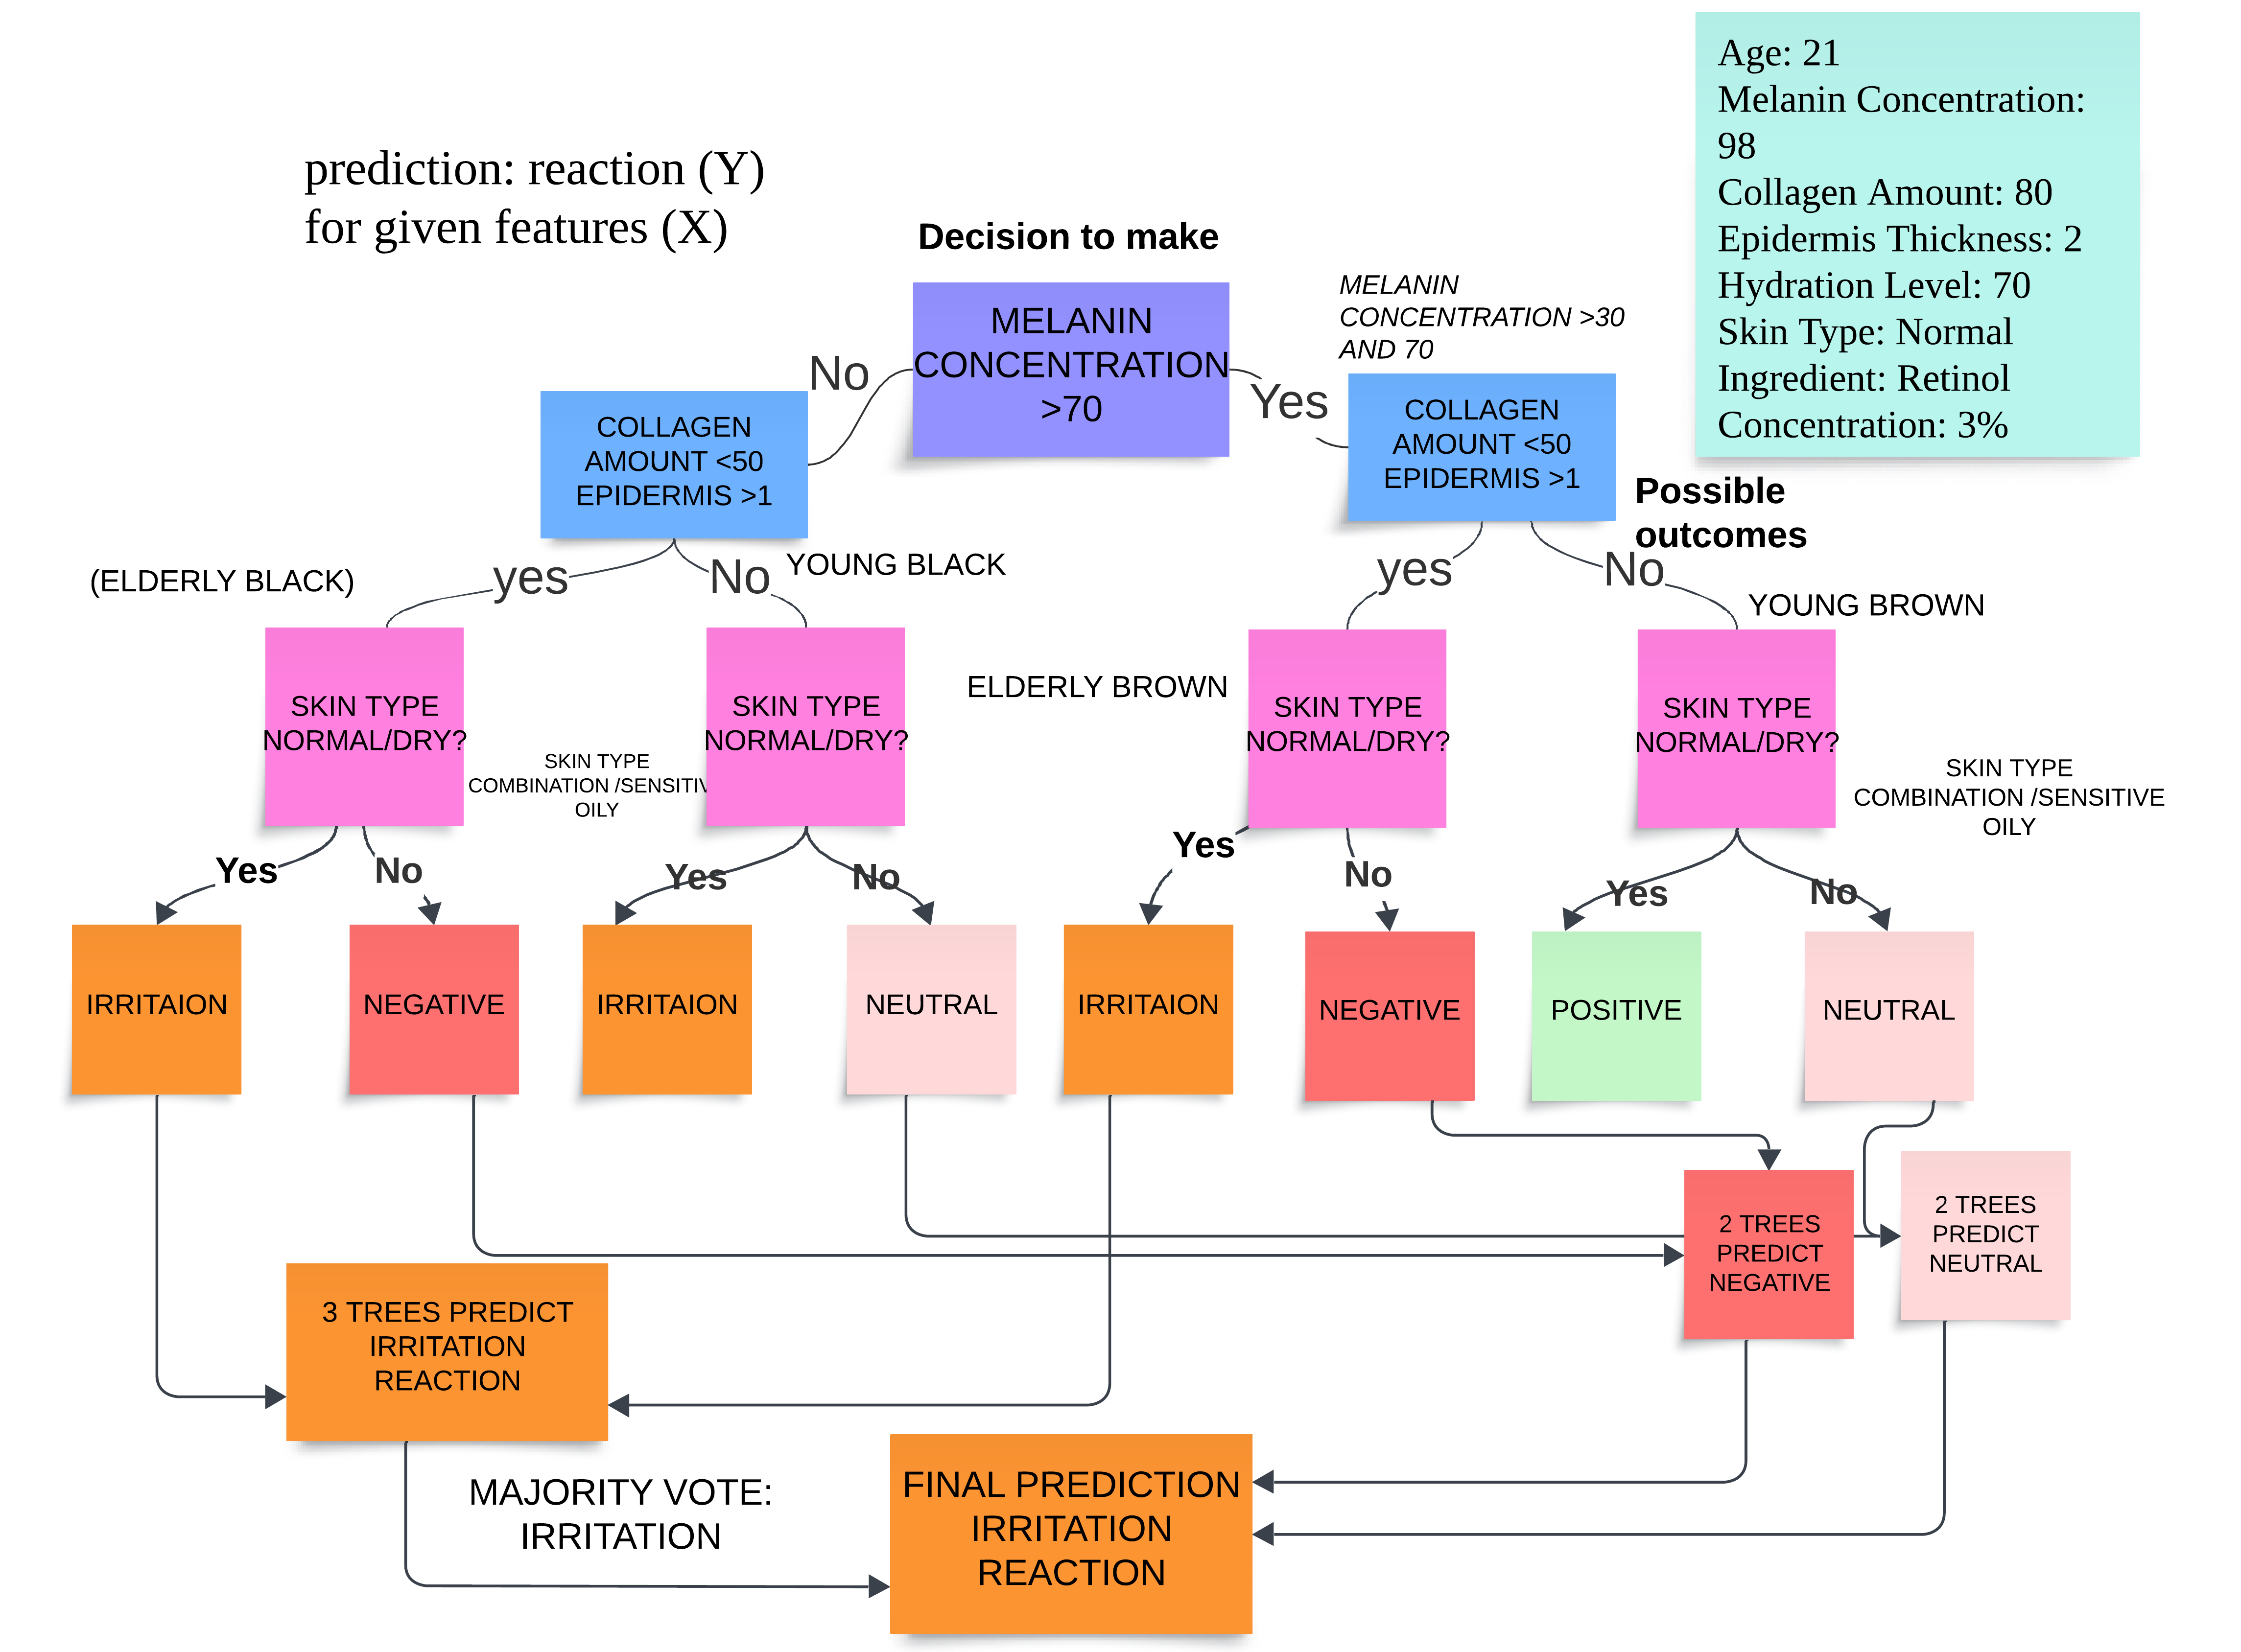 Age: 21
Melanin Concentration:
98
Collagen Amount: 80
Epidermis Thickness: 2
Hydration Level: 70
Skin Type: Normal
Ingredient: Retinol
Concentration: 3%
prediction: reaction (Y)
for given features (X)
Decision to make
MELANIN
CONCENTRATION
>70
MELANIN
CONCENTRATION >30
AND 70
No
Yes
COLLAGEN
AMOUNT <50
EPIDERMIS >1
COLLAGEN
AMOUNT <50
EPIDERMIS >1
Possible
outcomes
(ELDERLY BLACK)
yes
No
YOUNG BLACK
yes
No
YOUNG BROWN
ELDERLY BROWN
SKIN TYPE
NORMAL/DRY?
SKIN TYPE
COMBINATION /SENSITIV
OILY
SKIN TYPE
NORMAL/DRY?
SKIN TYPE
NORMAL/DRY?
SKIN TYPE
NORMAL/DRY?
SKIN TYPE
COMBINATION /SENSITIVE
OILY
Yes
No
Yes
No
Yes
No
Yes
No
IRRITAION
NEGATIVE
IRRITAION
NEUTRAL
IRRITAION
NEGATIVE
POSITIVE
NEUTRAL
2 TREES
PREDICT
NEGATIVE
2 TREES
PREDICT
NEUTRAL
3 TREES PREDICT
IRRITATION
REACTION
MAJORITY VOTE:
IRRITATION
FINAL PREDICTION
IRRITATION
REACTION